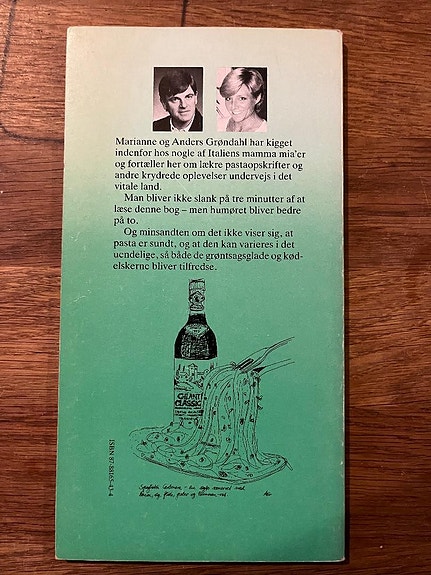 Marianne og Anders Grøndahl har kigget
indenfor hos nogle af Italiens mamma mia'er
og fortæller her om lækre pastaopskrifter og
andre krydrede oplevelser undervejs i det
vitale land.
Man bliver ikke slank på tre minutter af at
læse denne bog – men humøret bliver bedre
på to.
Og minsandten om det ikke viser sig, at
pasta er sundt, og at den kan varieres i det
uendelige, så både de grøntsagsglade og kød-
elskerne bliver tilfredse.
CLASSIC
ISBN